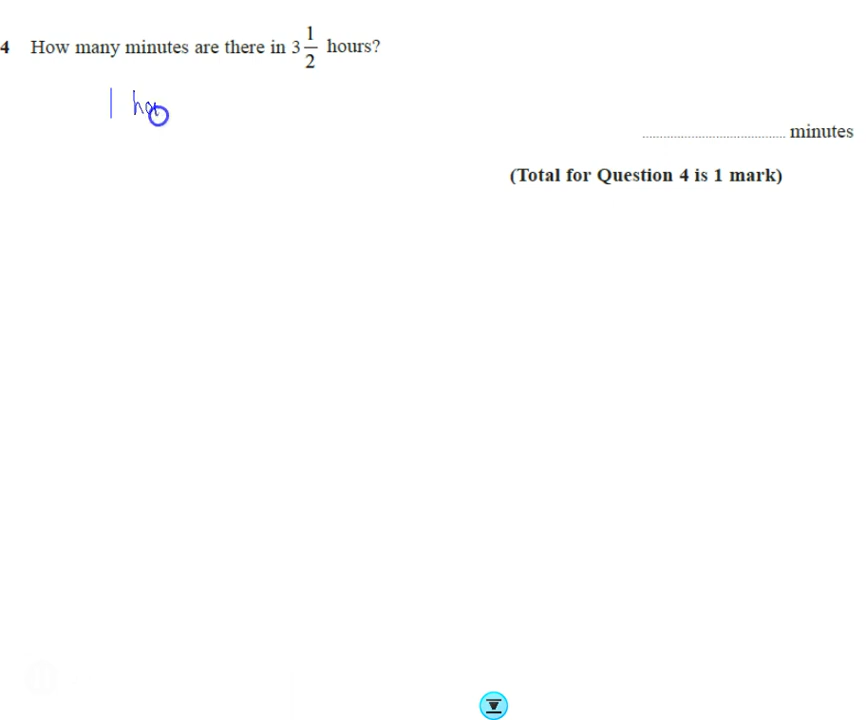 4 How many minutes are there in 3 1/2 hours?
1 ho
minutes
(Total for Question 4 is 1 mark)